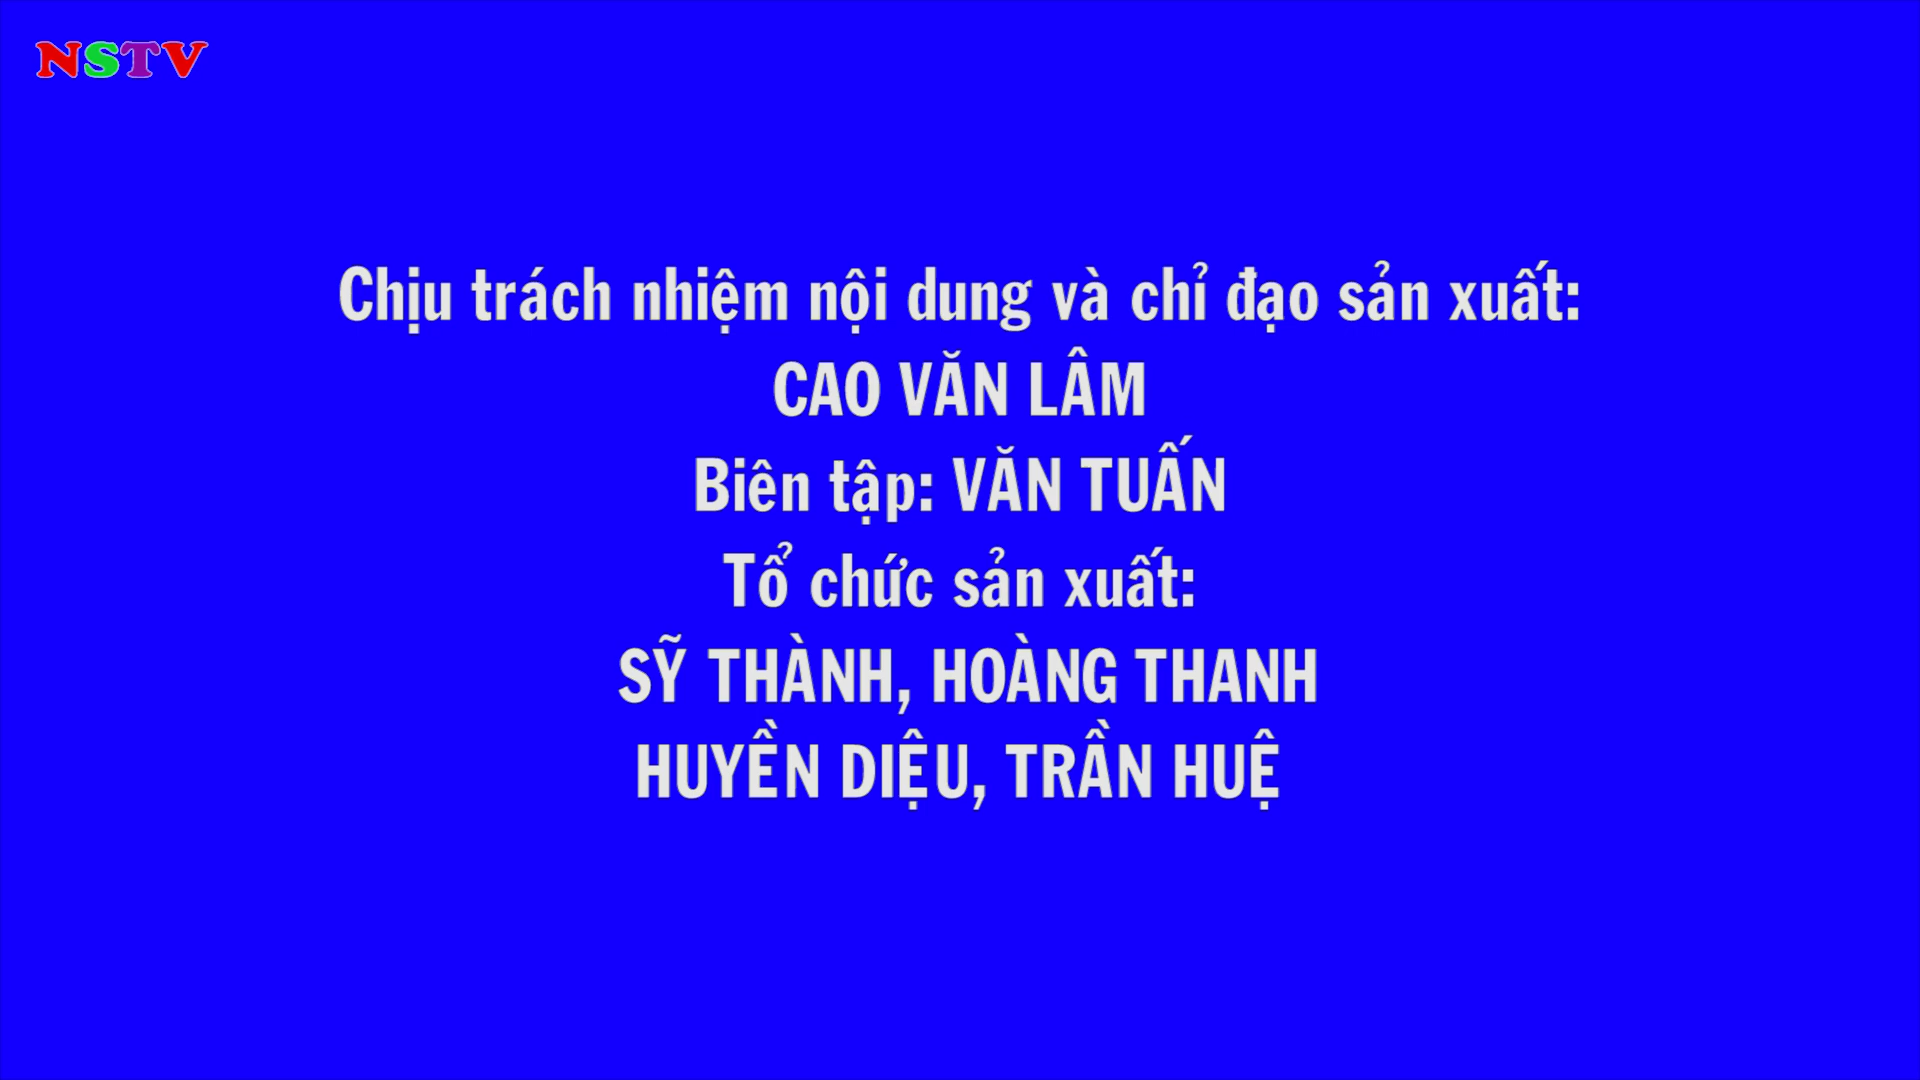 NSTV
Chịu trách nhiệm nội dung và chỉ đạo sản xuất:
CAO VĂN LÂM
Biên tập: VĂN TUẤN
Tổ chức sản xuất:
SỸ THÀNH, HOÀNG THANH
HUYỀN DIỆU, TRẦN HUỆ